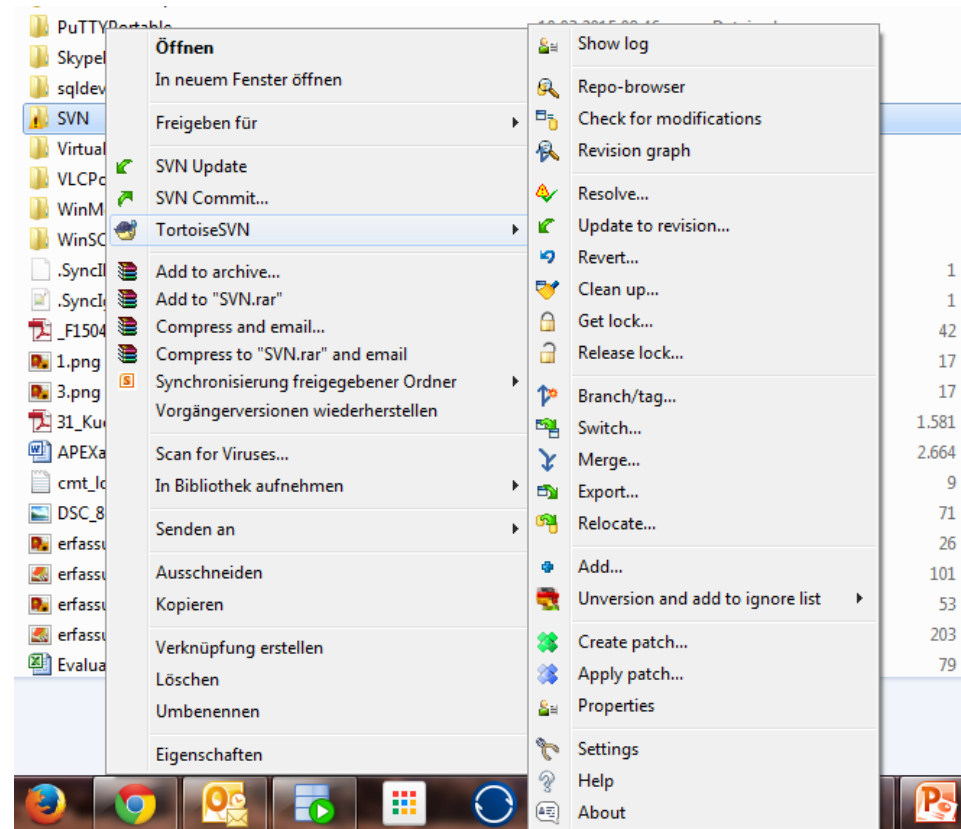 PuTTYPortable
Skype
sqldev
SVN
Virtual
VLCPo
WinM
WinSC
.SyncI
.SyncI
_F1504
1.png
3.png
31_Ku
APEXa
cmt_lo
DSC_8
erfassu
erfassu
erfassu
erfassu
Evalua
Öffnen
In neuem Fenster öffnen
Freigeben für
SVN Update
SVN Commit...
TortoiseSVN
Add to archive...
Add to "SVN.rar"
Compress and email...
Compress to "SVN.rar" and email
Synchronisierung freigegebener Ordner
Vorgängerversionen wiederherstellen
Scan for Viruses...
In Bibliothek aufnehmen
Senden an
Ausschneiden
Kopieren
Verknüpfung erstellen
Löschen
Umbenennen
Eigenschaften
Show log
Repo-browser
Check for modifications
Revision graph
Resolve...
Update to revision...
Revert...
Clean up...
Get lock...
Release lock...
Branch/tag...
Switch...
Merge...
Export...
Relocate...
Add...
Unversion and add to ignore list
Create patch...
Apply patch...
Properties
Settings
Help
About
1
1
42
17
17
1.581
2.664
9
71
26
101
53
203
79